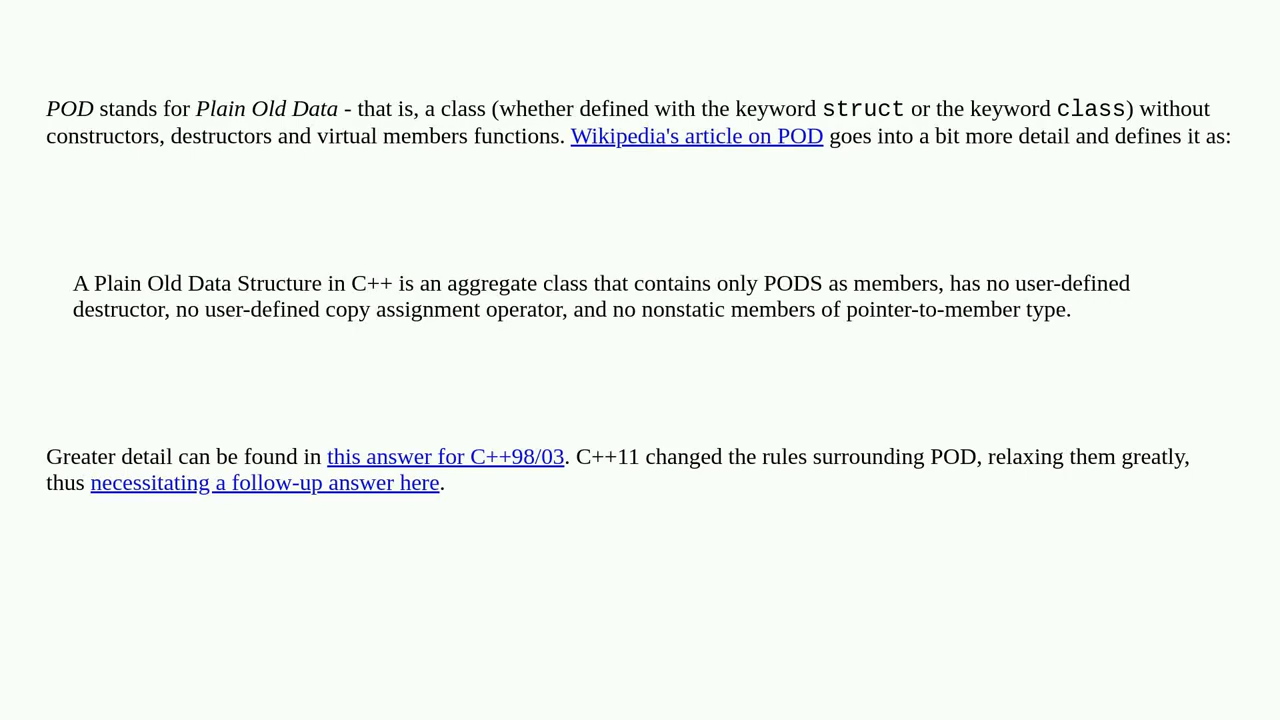 POD stands for Plain Old Data - that is, a class (whether defined with the keyword struct or the keyword class) without
constructors, destructors and virtual members functions. Wikipedia's article on POD goes into a bit more detail and defines it as:
A Plain Old Data Structure in C++ is an aggregate class that contains only PODS as members, has no user-defined
destructor, no user-defined copy assignment operator, and no nonstatic members of pointer-to-member type.
Greater detail can be found in this answer for C++98/03. C++11 changed the rules surrounding POD, relaxing them greatly,
thus necessitating a follow-up answer here.